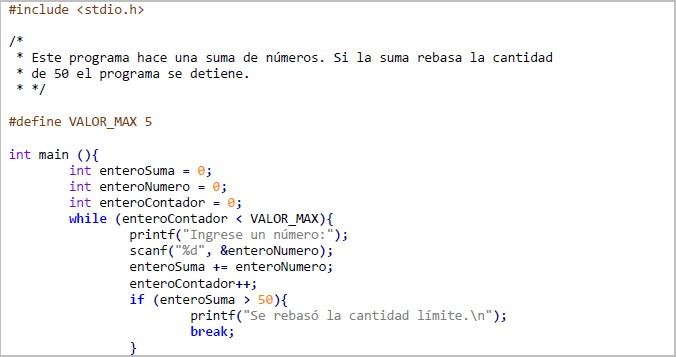 #include <stdio.h>
/*
* Este programa hace una suma de números. Si la suma rebasa la cantidad
* de 50 el programa se detiene.
* */
#define VALOR_MAX 5
int main (){
int enteroSuma = 0;
int enteroNumero = 0;
int enteroContador = 0;
while (enteroContador < VALOR_MAX){
printf("Ingrese un número:");
scanf("%d", &enteroNumero);
enteroSuma += enteroNumero;
enteroContador++;
if (enteroSuma > 50){
printf("Se rebasó la cantidad límite.\n");
break;
}